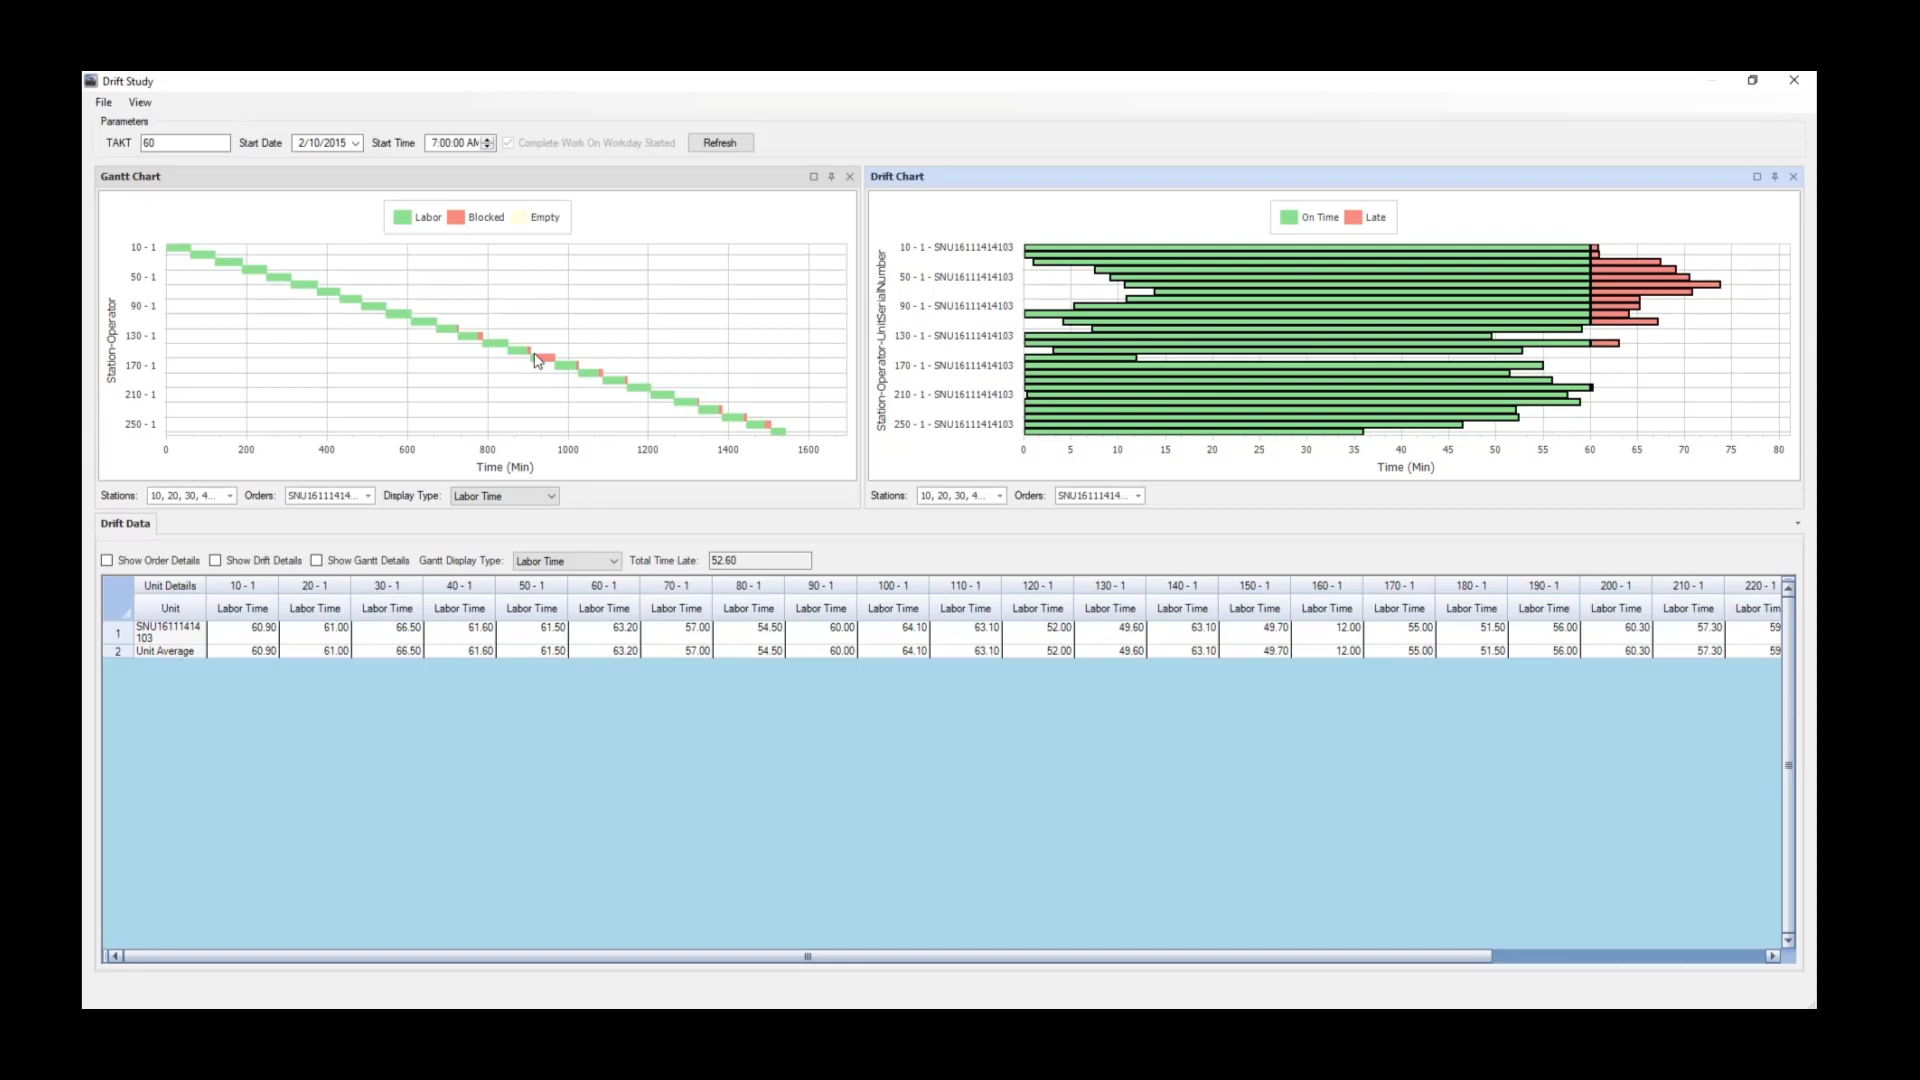 Drift Study
File View
Parameters
TAKT 60 Start Date 2/10/2015 Start Time 7:00:00 AM Complete Work On Workday Started Refresh
Gantt Chart
Labor Blocked Empty
Station-Operator
10 - 1
50 - 1
90 - 1
130 - 1
170 - 1
210 - 1
250 - 1
0 200 400 600 800 1000 1200 1400 1600
Time (Min)
Stations: 10, 20, 30, 4... Orders: SNU16111414... Display Type: Labor Time
Drift Chart
On Time Late
Station-Operator-UnitSerialNumber
10 - 1 - SNU16111414103
50 - 1 - SNU16111414103
90 - 1 - SNU16111414103
130 - 1 - SNU16111414103
170 - 1 - SNU16111414103
210 - 1 - SNU16111414103
250 - 1 - SNU16111414103
0 5 10 15 20 25 30 35 40 45 50 55 60 65 70 75 80
Time (Min)
Stations: 10, 20, 30, 4... Orders: SNU16111414...
Drift Data
Show Order Details Show Drift Details Show Gantt Details Gantt Display Type: Labor Time Total Time Late: 52.60
Unit Details 10 - 1 20 - 1 30 - 1 40 - 1 50 - 1 60 - 1 70 - 1 80 - 1 90 - 1 100 - 1 110 - 1 120 - 1 130 - 1 140 - 1 150 - 1 160 - 1 170 - 1 180 - 1 190 - 1 200 - 1 210 - 1 220 - 1
Unit Labor Time Labor Time Labor Time Labor Time Labor Time Labor Time Labor Time Labor Time Labor Time Labor Time Labor Time Labor Time Labor Time Labor Time Labor Time Labor Time Labor Time Labor Time Labor Time Labor Time Labor Time Labor Tim
1 SNU16111414 60.90 61.00 66.50 61.60 61.50 63.20 57.00 54.50 60.00 64.10 63.10 52.00 49.60 63.10 49.70 12.00 55.00 51.50 56.00 60.30 57.30 59
103
2 Unit Average 60.90 61.00 66.50 61.60 61.50 63.20 57.00 54.50 60.00 64.10 63.10 52.00 49.60 63.10 49.70 12.00 55.00 51.50 56.00 60.30 57.30 59